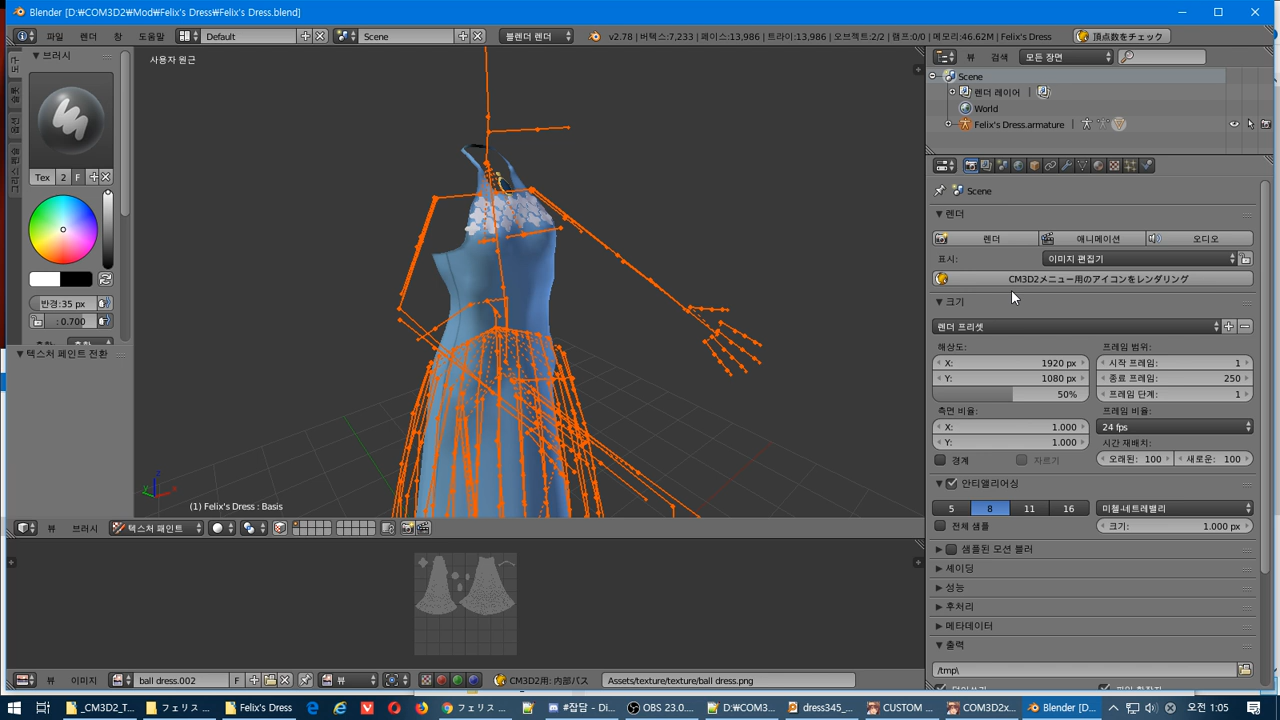 Blender [D:￦COM3D2￦Mod￦Felix's Dress￦Felix's Dress.blend]
파일 렌더 창 도움말 Default Scene 블렌더 렌더 v2.78 | 버텍스:7,233 | 페이스:13,986 | 트라이:13,986 | 오브젝트:2/2 | 램프:0/0 | 메모리:46.62M | Felix's Dress 頂点数をチェック
브러시
Tex 2 F
반경:35 px
: 0.700
텍스처 페인트 전환
사용자 원근
(1) Felix's Dress : Basis
뷰 브러시 텍스처 페인트
뷰 이미지 ball dress.002 F 뷰 CM3D2用: 内部パス Assets/texture/texture/ball dress.png
뷰 검색 모든 장면
Scene
렌더 레이어
World
Felix's Dress.armature
Scene
렌더
렌더 애니메이션 오디오
표시: 이미지 편집기
CM3D2メニュー用のアイコンをレンダリング
크기
렌더 프리셋
해상도: 프레임 범위:
X: 1920 px 시작 프레임: 1
Y: 1080 px 종료 프레임: 250
50% 프레임 단계: 1
측면 비율: 프레임 비율:
X: 1.000 24 fps
Y: 1.000 시간 재배치:
경계 자르기 오래된: 100 새로운: 100
안티앨리어싱
5 8 11 16 미첼-네트레밸리
전체 샘플 크기: 1.000 px
샘플된 모션 블러
셰이딩
성능
후처리
메타데이터
출력
/tmp\
_CM3D2_T... フェリス ... Felix's Dress フェリス ... #잡담 - Di... OBS 23.0.... D:￦COM3... dress345_... CUSTOM ... COM3D2x... Blender [D... 오전 1:05